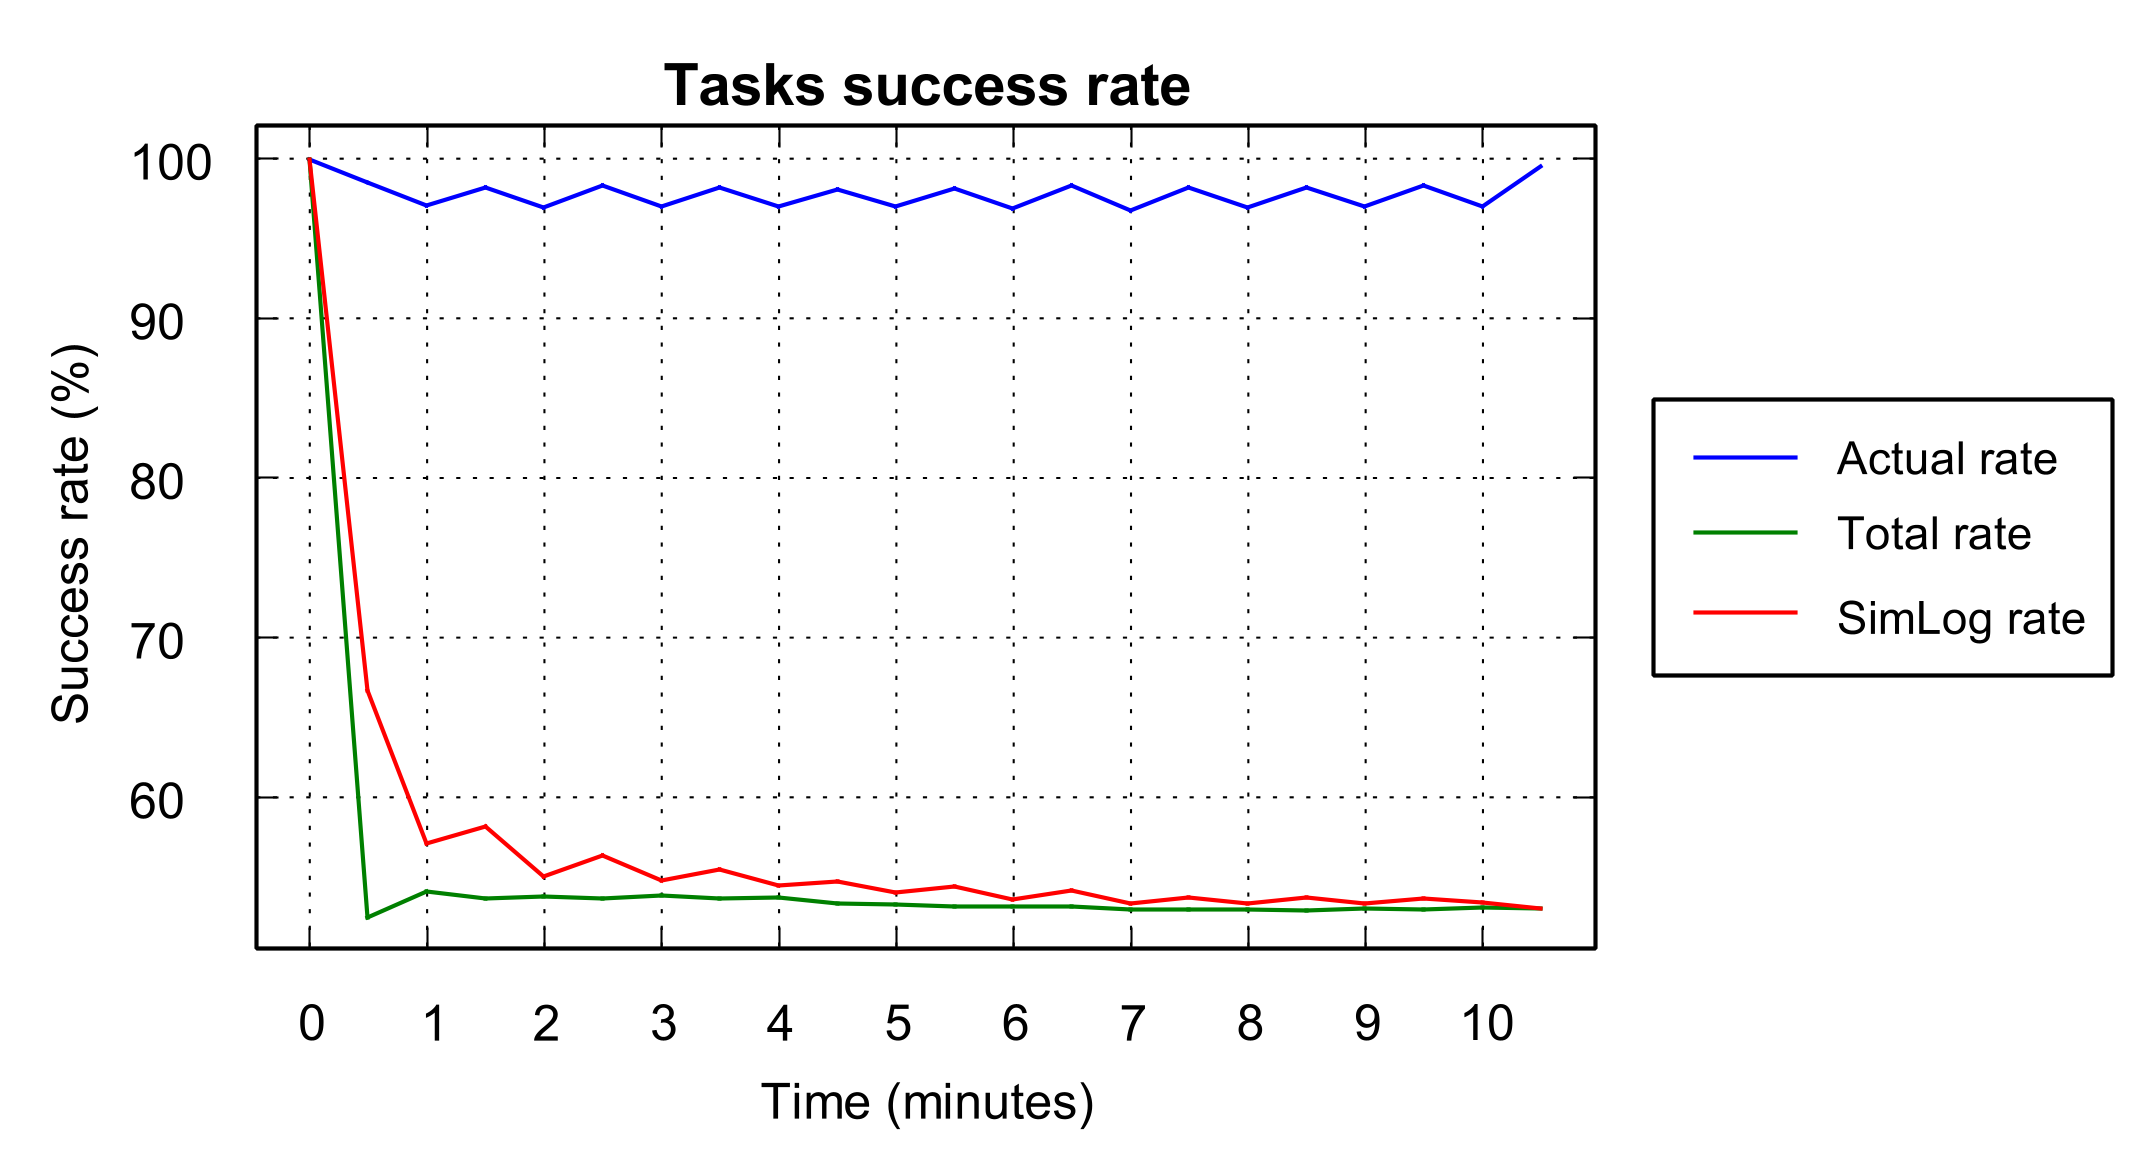 Tasks success rate
100
90
80
70
60
Success rate (%)
0 1 2 3 4 5 6 7 8 9 10
Time (minutes)
Actual rate
Total rate
SimLog rate